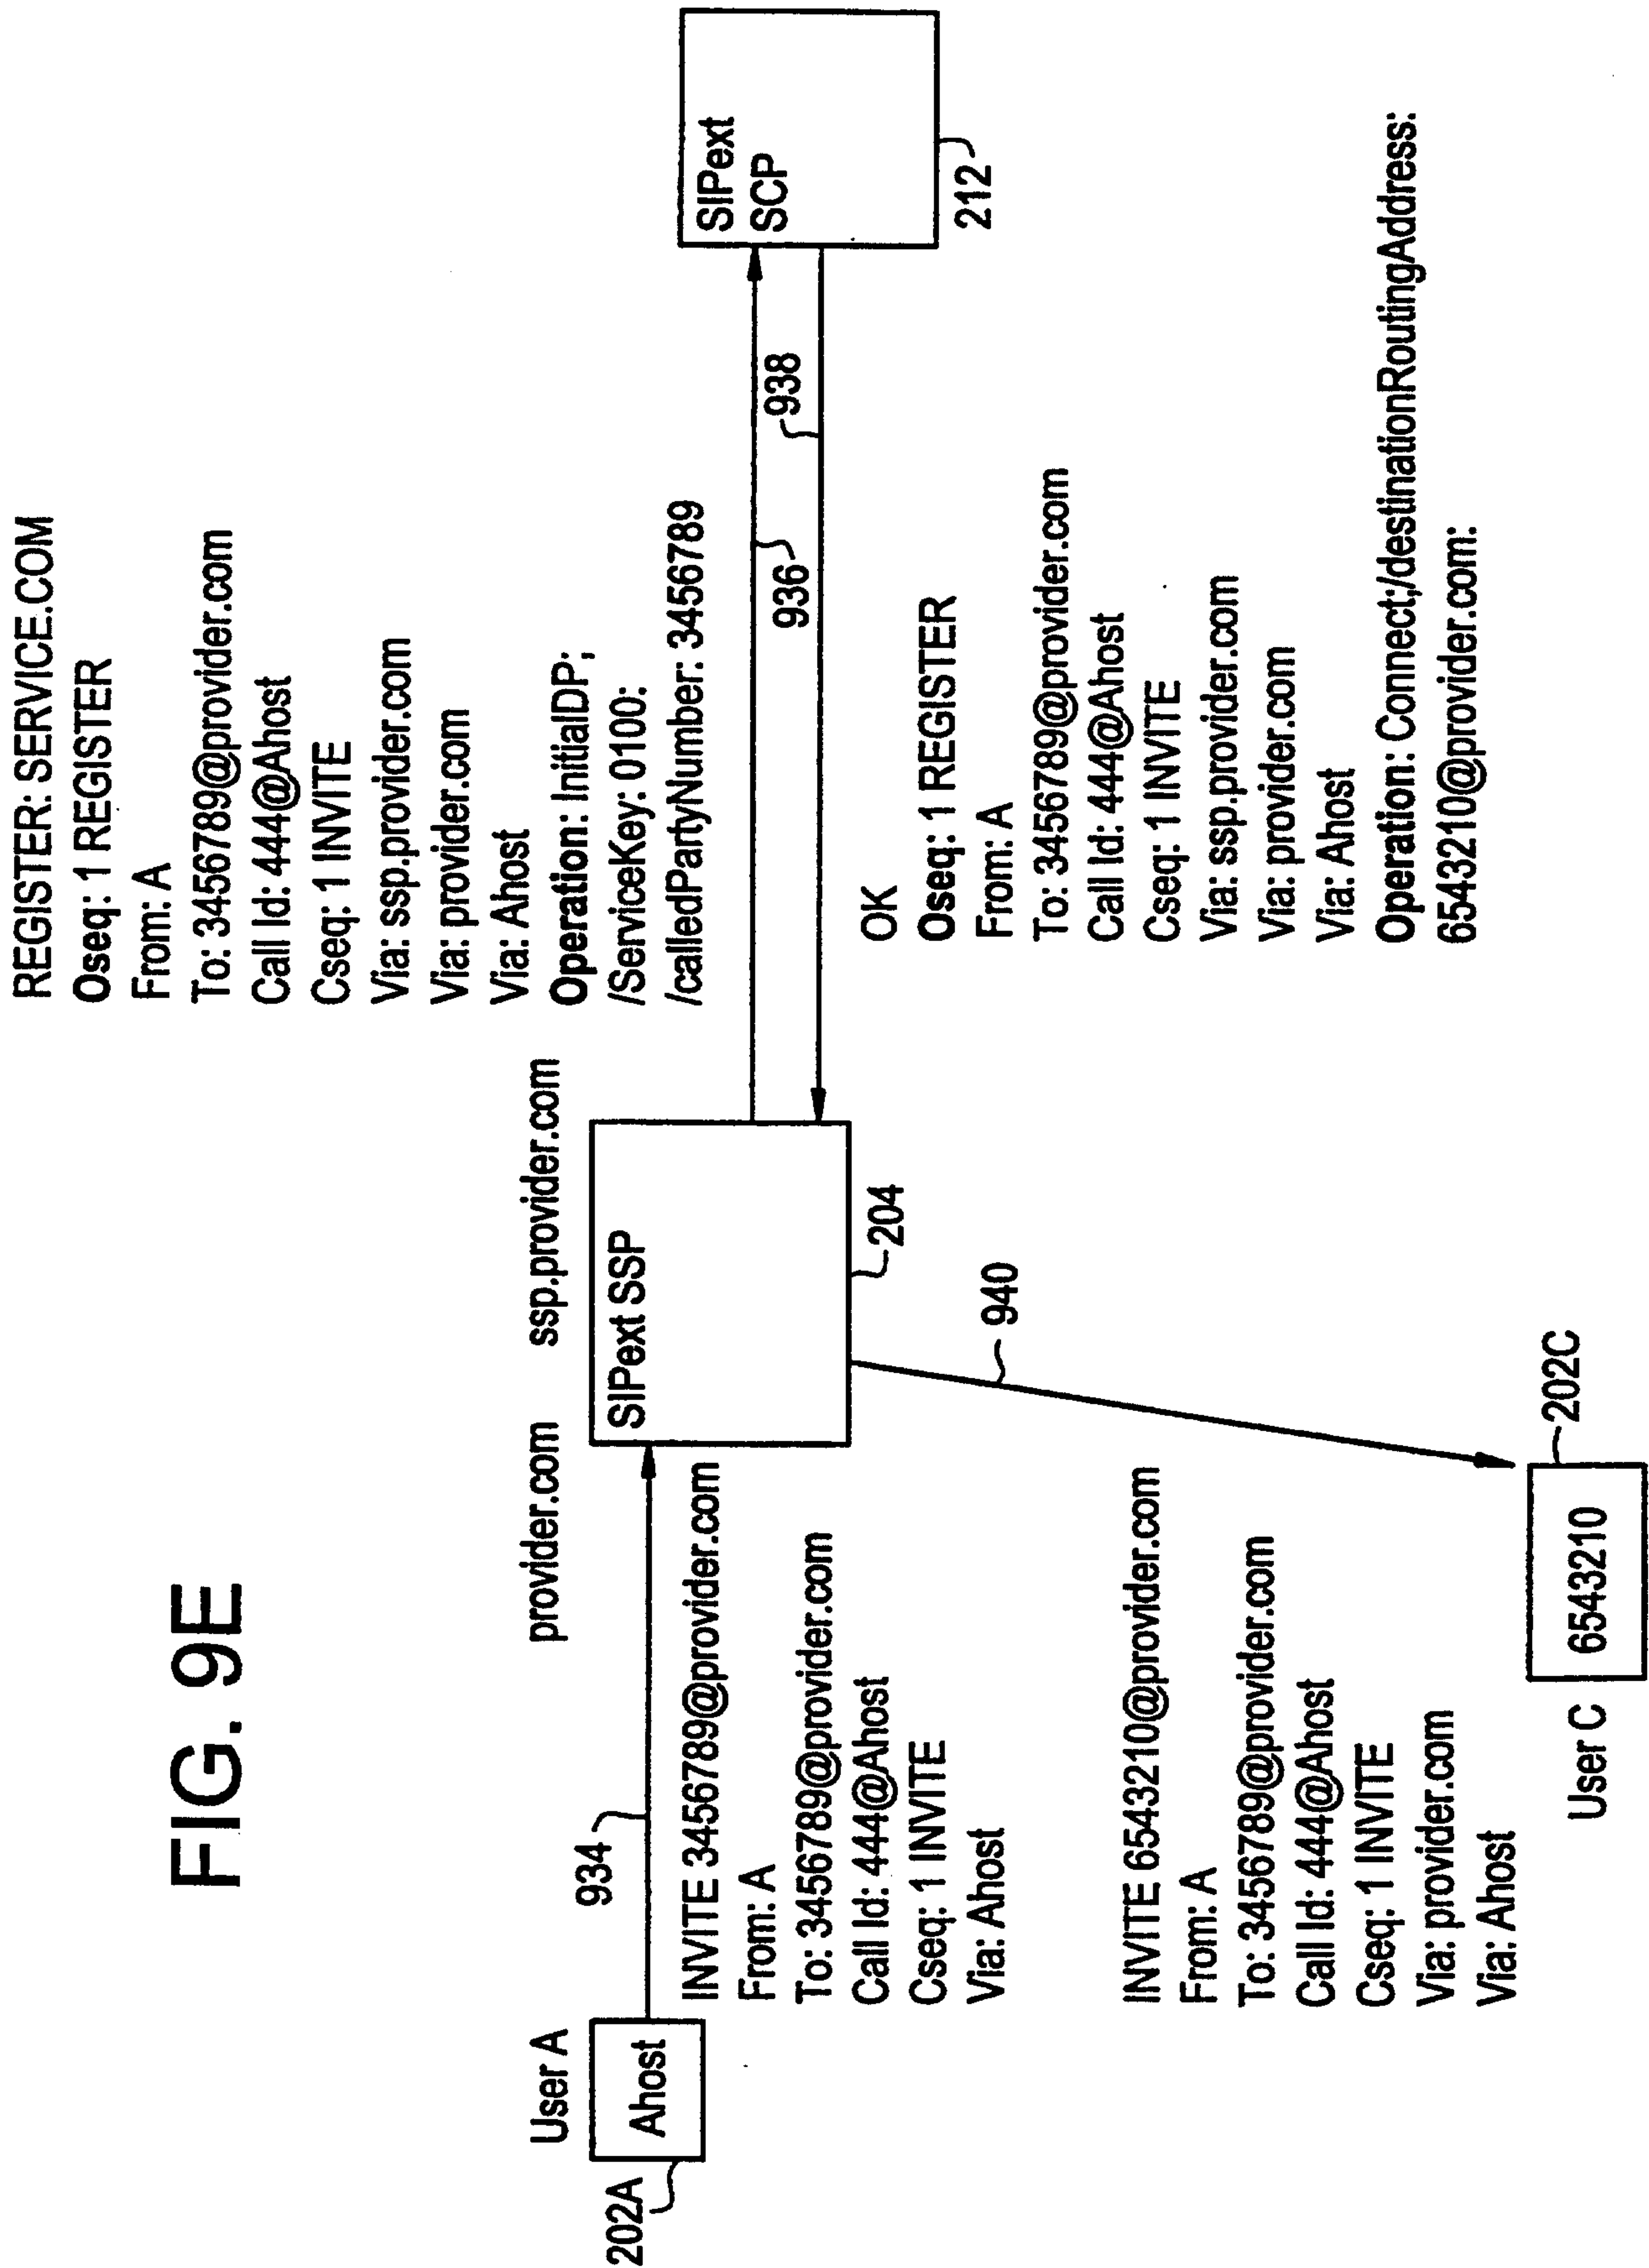 FIG. 9E
REGISTER: SERVICE.COM
Oseq: 1 REGISTER
From: A
To: 3456789@provider.com
Call Id: 444@Ahost
Cseq: 1 INVITE
Via: ssp.provider.com
Via: provider.com
Via: Ahost
Operation: InitialDP;
/ServiceKey: 0100:
/calledPartyNumber: 3456789
User A
Ahost
202A
934
provider.com
ssp.provider.com
SIPext SSP
204
936
938
SIPext
SCP
212
INVITE 3456789@provider.com
From: A
To: 3456789@provider.com
Call Id: 444@Ahost
Cseq: 1 INVITE
Via: Ahost
OK
Oseq: 1 REGISTER
From: A
To: 3456789@provider.com
Call Id: 444@Ahost
Cseq: 1 INVITE
Via: ssp.provider.com
Via: provider.com
Via: Ahost
Operation: Connect;/destinationRoutingAddress:
6543210@provider.com:
940
INVITE 6543210@provider.com
From: A
To: 3456789@provider.com
Call Id: 444@Ahost
Cseq: 1 INVITE
Via: provider.com
Via: Ahost
User C
6543210
202C